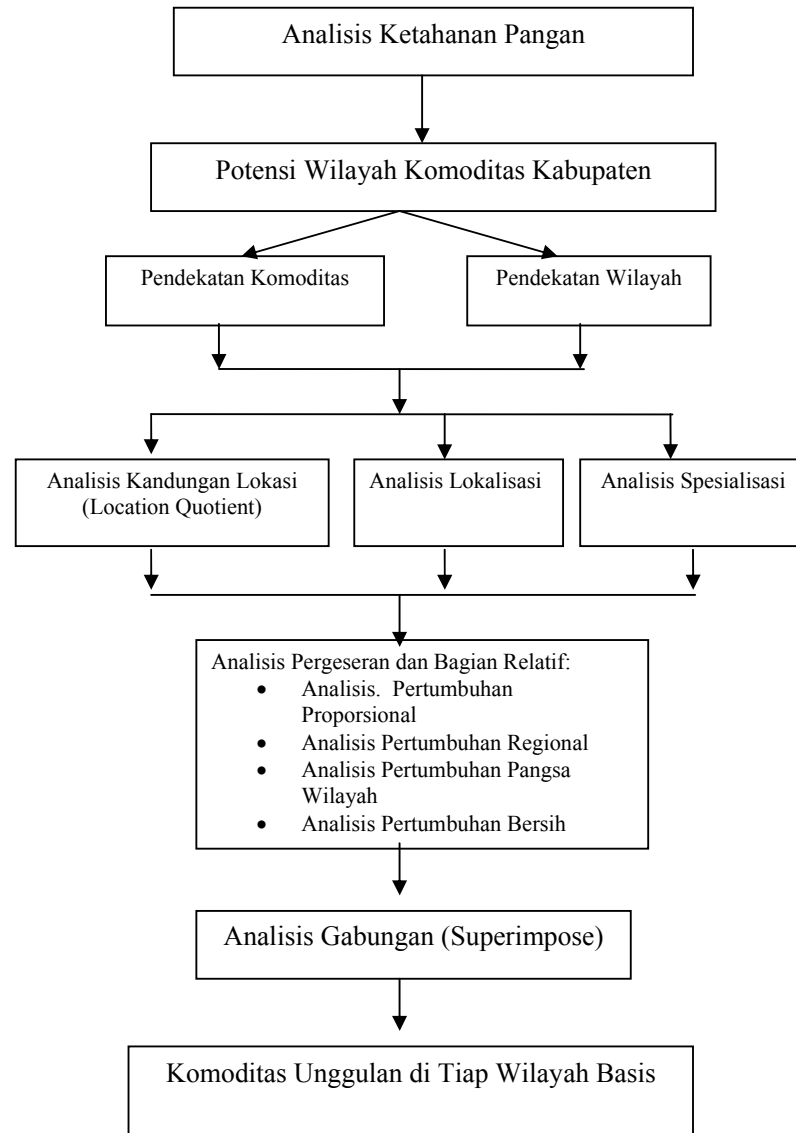 Analisis Ketahanan Pangan
Potensi Wilayah Komoditas Kabupaten
Pendekatan Komoditas
Pendekatan Wilayah
Analisis Kandungan Lokasi
(Location Quotient)
Analisis Lokalisasi
Analisis Spesialisasi
Analisis Pergeseran dan Bagian Relatif:
• Analisis. Pertumbuhan
Proporsional
• Analisis Pertumbuhan Regional
• Analisis Pertumbuhan Pangsa
Wilayah
• Analisis Pertumbuhan Bersih
Analisis Gabungan (Superimpose)
Komoditas Unggulan di Tiap Wilayah Basis